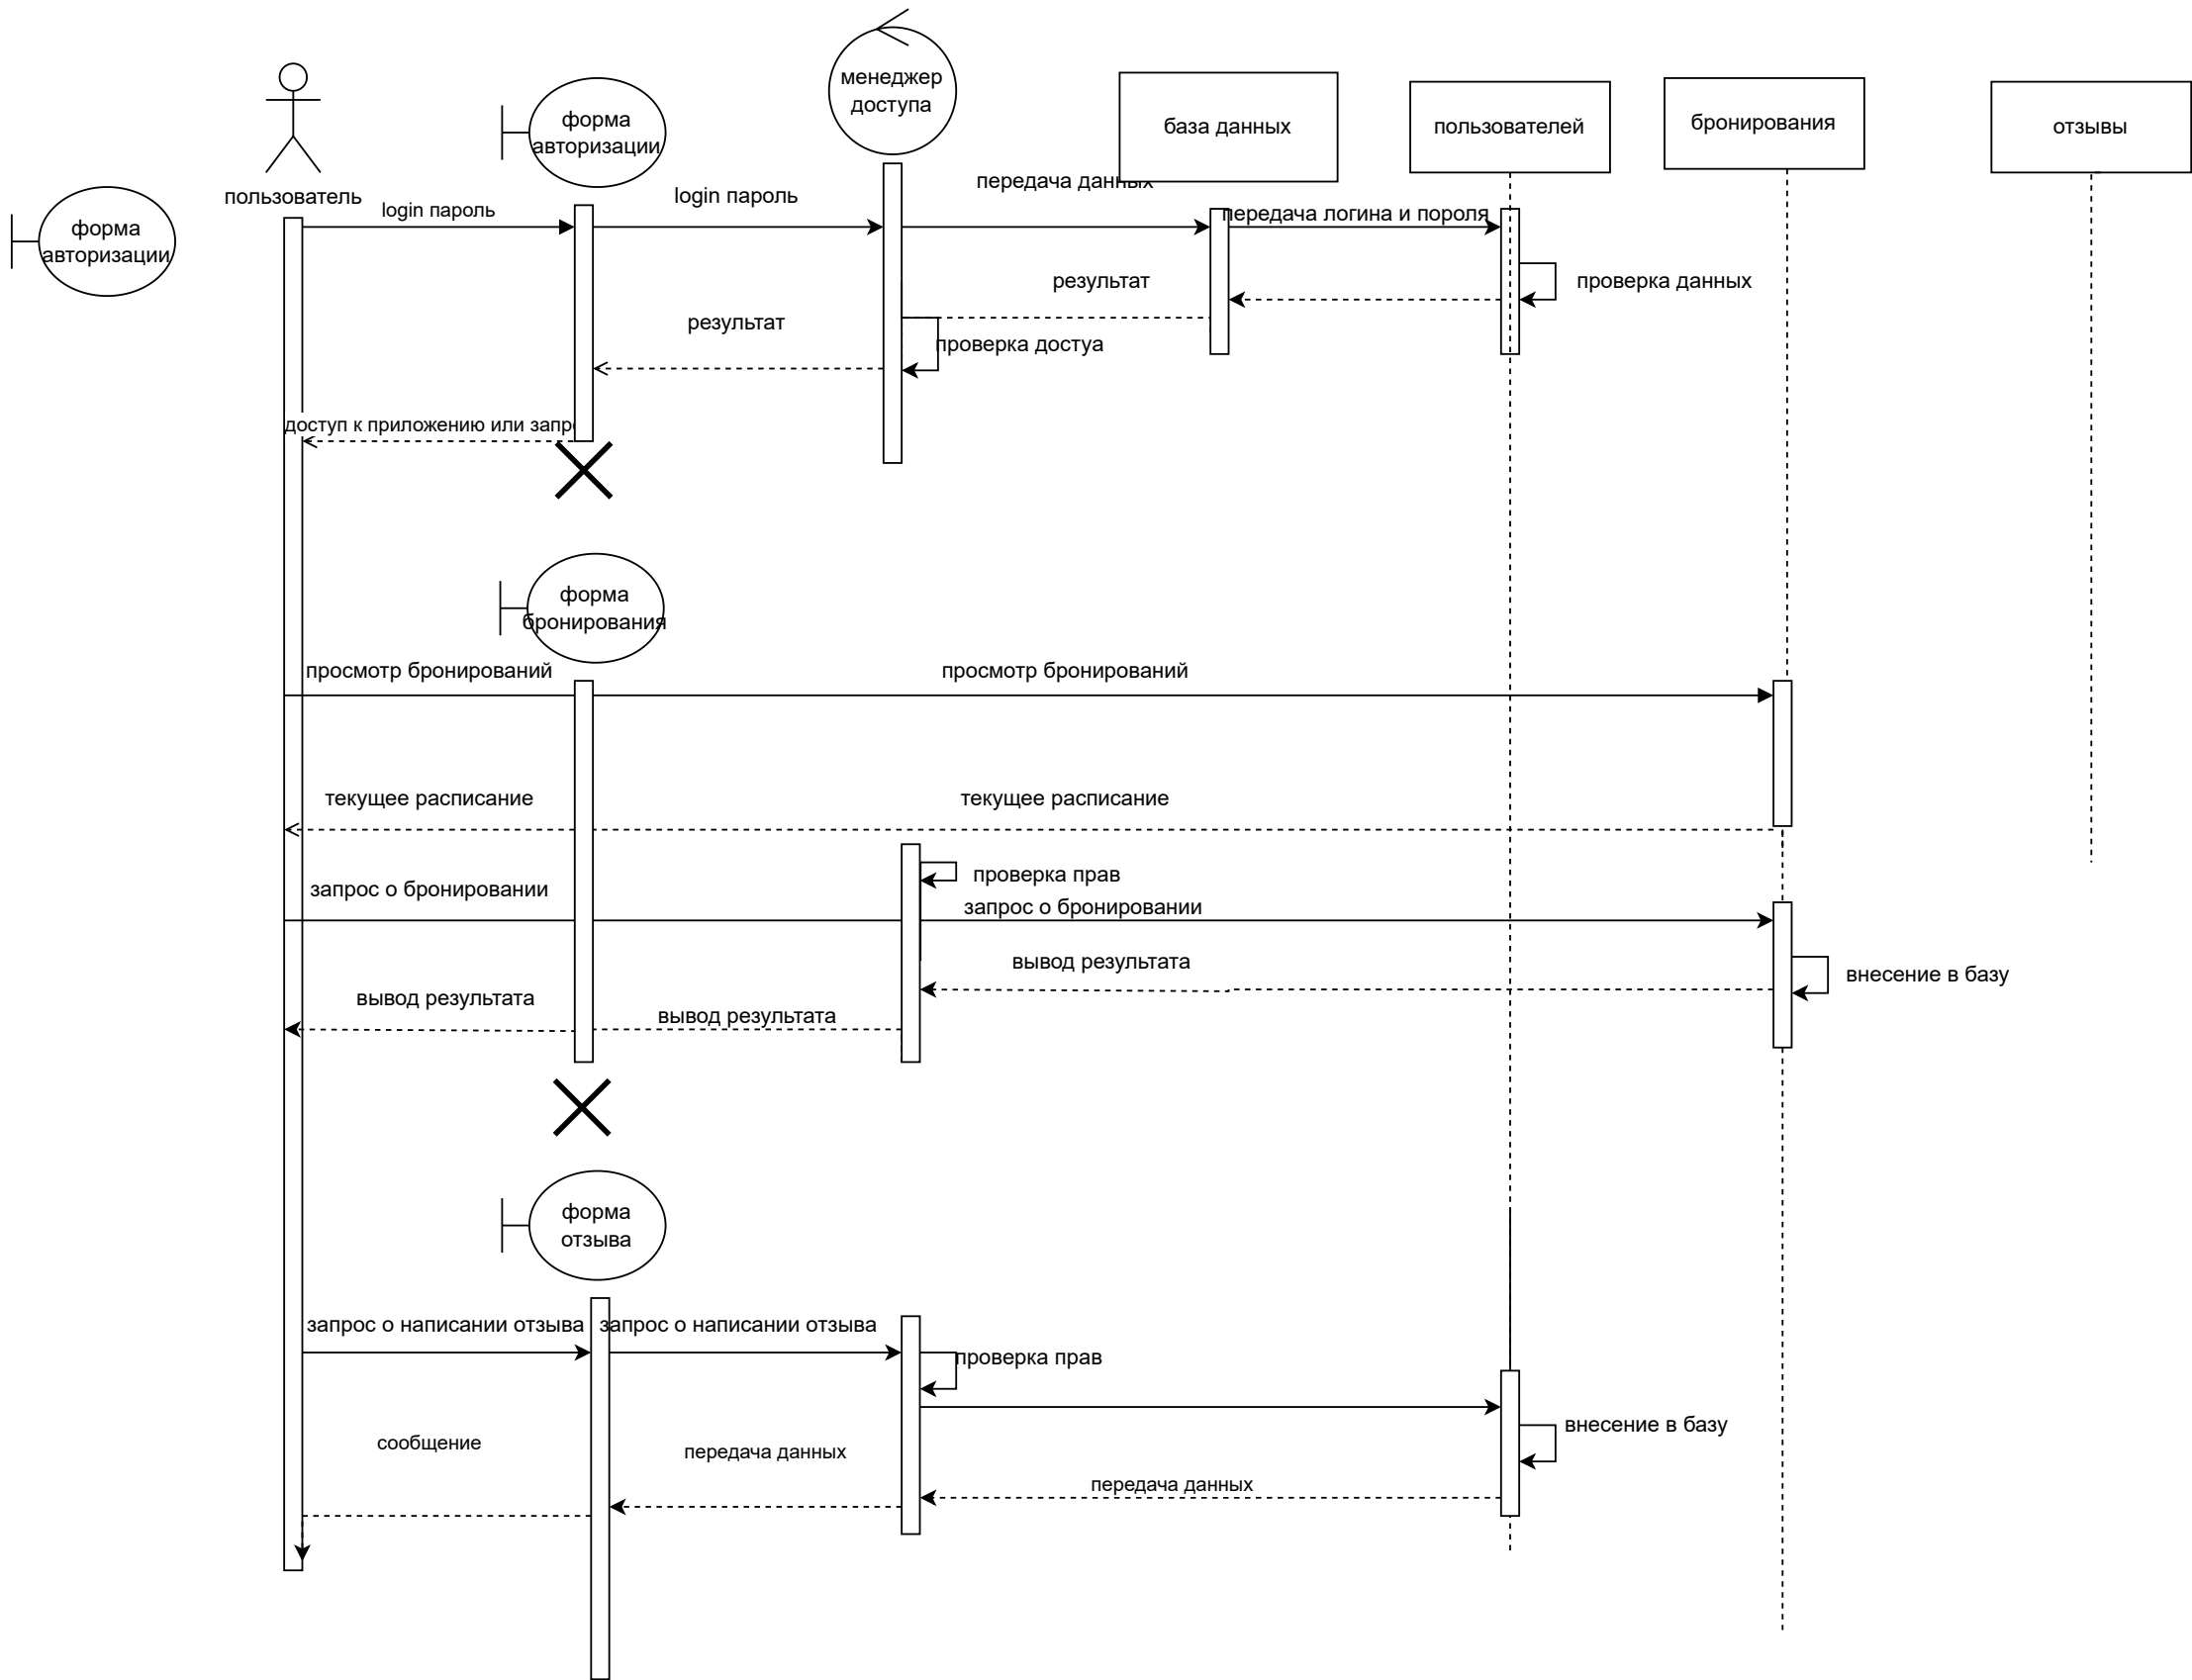 менеджер
доступа
форма
авторизации
база данных
пользователей
бронирования
отзывы
пользователь
форма
авторизации
login пароль
login пароль
передача данных
передача логина и пороля
результат
проверка данных
результат
проверка достуа
доступ к приложению или
форма
бронирования
просмотр бронирований
просмотр бронирований
текущее расписание
текущее расписание
проверка прав
запрос о бронировании
запрос о бронировании
вывод результата
внесение в базу
вывод результата
вывод результата
форма
отзыва
запрос о написании отзыва
запрос о написании отзыва
проверка прав
внесение в базу
сообщение
передача данных
передача данных